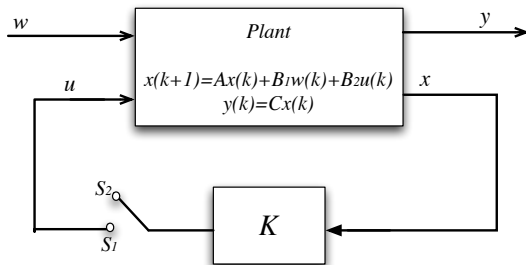 w
Plant
y
x(k+1)=Ax(k)+B1w(k)+B2u(k)
y(k)=Cx(k)
u
x
S2
S1
K